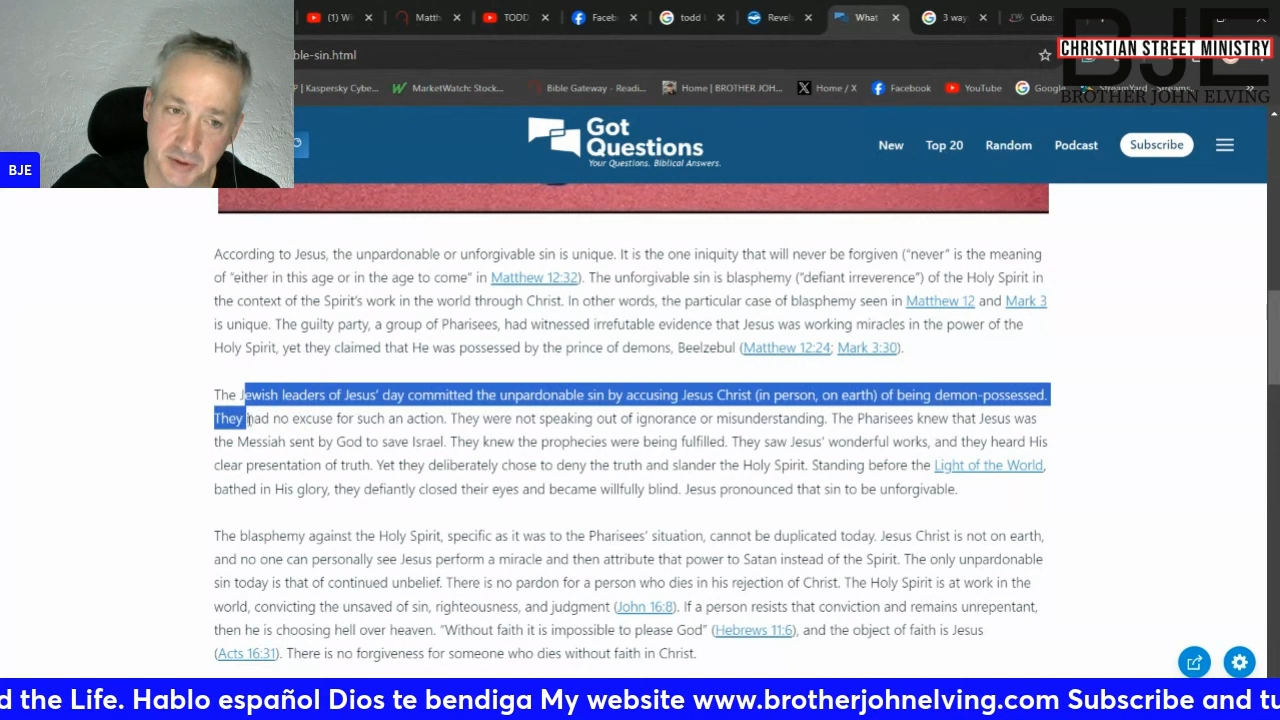 (1) Wi
Matth
TODD
Faceb
todd
Revel
What
3 way
Cuba
ble-sin.html
P | Kaspersky Cybe...
MarketWatch: Stock...
Bible Gateway - Readi...
Home | BROTHER JOH...
Home / X
Facebook
YouTube
Google
StreamYard - Streams...
BJE
CHRISTIAN STREET MINISTRY
BROTHER JOHN ELVING
Got
Questions
Your Questions. Biblical Answers.
New
Top 20
Random
Podcast
Subscribe
BJE
According to Jesus, the unpardonable or unforgivable sin is unique. It is the one iniquity that will never be forgiven (“never” is the meaning
of “either in this age or in the age to come” in Matthew 12:32). The unforgivable sin is blasphemy (“defiant irreverence”) of the Holy Spirit in
the context of the Spirit’s work in the world through Christ. In other words, the particular case of blasphemy seen in Matthew 12 and Mark 3
is unique. The guilty party, a group of Pharisees, had witnessed irrefutable evidence that Jesus was working miracles in the power of the
Holy Spirit, yet they claimed that He was possessed by the prince of demons, Beelzebul (Matthew 12:24; Mark 3:30).
The Jewish leaders of Jesus’ day committed the unpardonable sin by accusing Jesus Christ (in person, on earth) of being demon-possessed.
They had no excuse for such an action. They were not speaking out of ignorance or misunderstanding. The Pharisees knew that Jesus was
the Messiah sent by God to save Israel. They knew the prophecies were being fulfilled. They saw Jesus’ wonderful works, and they heard His
clear presentation of truth. Yet they deliberately chose to deny the truth and slander the Holy Spirit. Standing before the Light of the World,
bathed in His glory, they defiantly closed their eyes and became willfully blind. Jesus pronounced that sin to be unforgivable.
The blasphemy against the Holy Spirit, specific as it was to the Pharisees’ situation, cannot be duplicated today. Jesus Christ is not on earth,
and no one can personally see Jesus perform a miracle and then attribute that power to Satan instead of the Spirit. The only unpardonable
sin today is that of continued unbelief. There is no pardon for a person who dies in his rejection of Christ. The Holy Spirit is at work in the
world, convicting the unsaved of sin, righteousness, and judgment (John 16:8). If a person resists that conviction and remains unrepentant,
then he is choosing hell over heaven. “Without faith it is impossible to please God” (Hebrews 11:6), and the object of faith is Jesus
(Acts 16:31). There is no forgiveness for someone who dies without faith in Christ.
d the Life. Hablo español Dios te bendiga My website www.brotherjohnelving.com Subscribe and tu